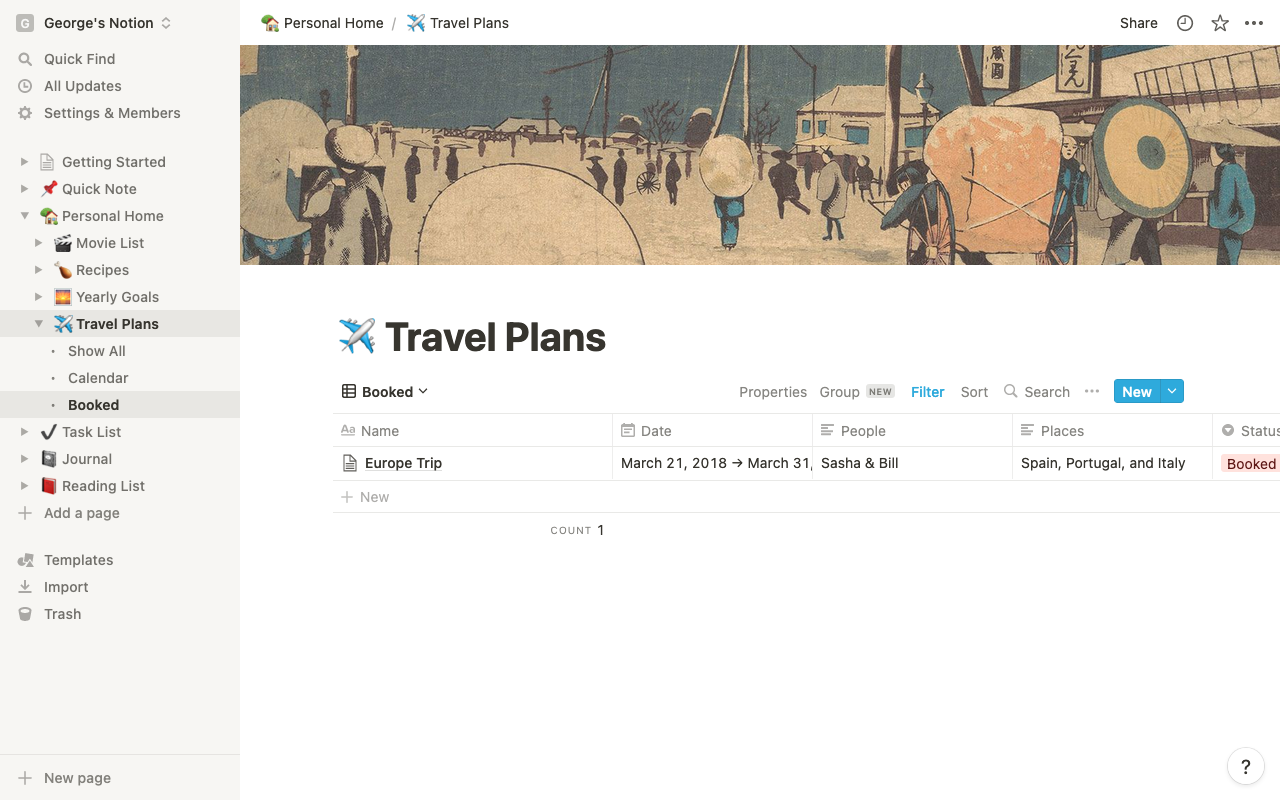 G George's Notion
Quick Find
All Updates
Settings & Members
Getting Started
Quick Note
Personal Home
Movie List
Recipes
Yearly Goals
Travel Plans
Show All
Calendar
Booked
Task List
Journal
Reading List
Add a page
Templates
Import
Trash
New page
Personal Home / Travel Plans
Share
Travel Plans
Booked
Properties Group NEW Filter Sort Search New
Aa Name Date People Places Status
Europe Trip March 21, 2018 → March 31, Sasha & Bill Spain, Portugal, and Italy Booked
New
COUNT 1
?